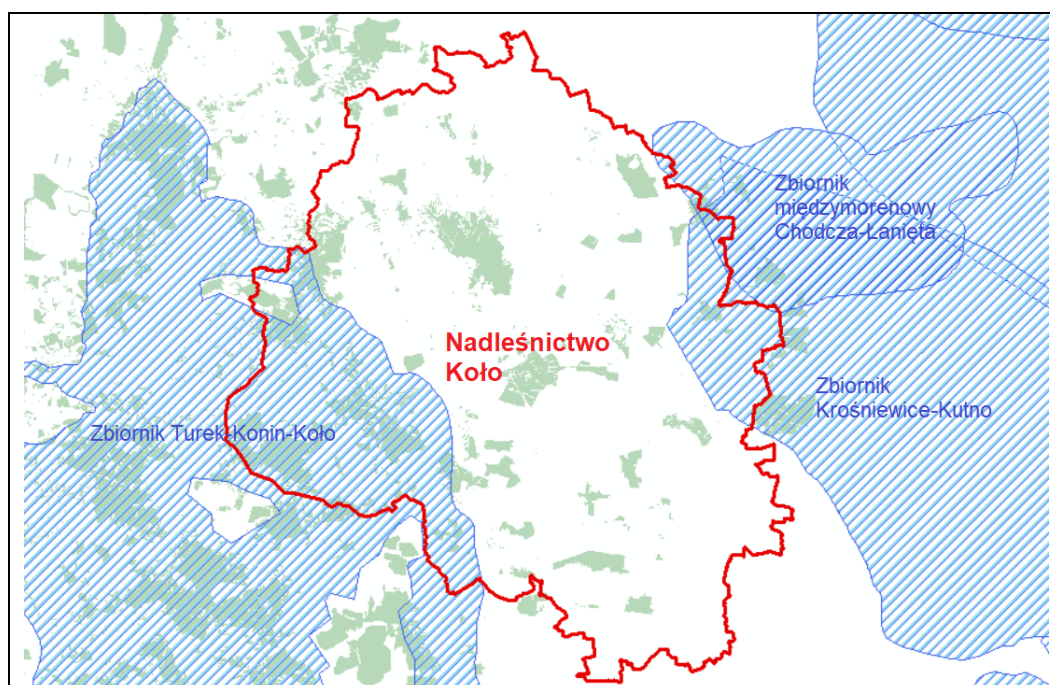 Zbiornik
międzymorenowy
Chodcza-Łanięta
Nadleśnictwo
Koło
Zbiornik
Krośniewice-Kutno
Zbiornik Turek-Konin-Koło